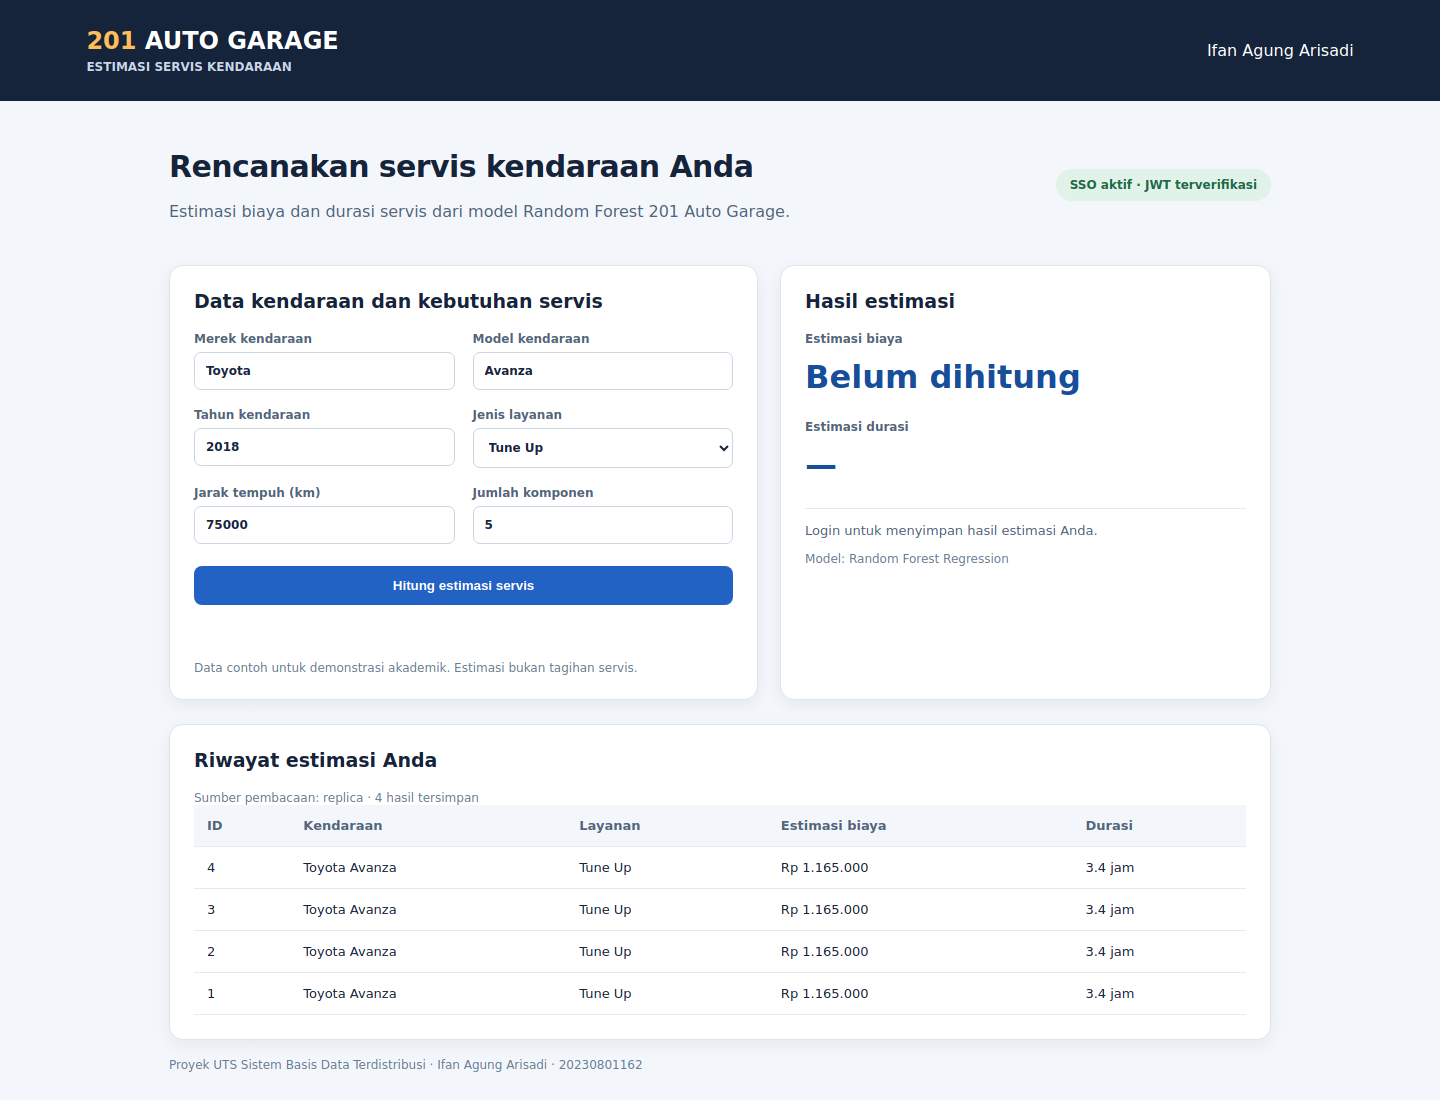 201 AUTO GARAGE
ESTIMASI SERVIS KENDARAAN
Ifan Agung Arisadi
Rencanakan servis kendaraan Anda
Estimasi biaya dan durasi servis dari model Random Forest 201 Auto Garage.
SSO aktif · JWT terverifikasi
Data kendaraan dan kebutuhan servis
Merek kendaraan
Toyota
Model kendaraan
Avanza
Tahun kendaraan
2018
Jenis layanan
Tune Up
Jarak tempuh (km)
75000
Jumlah komponen
5
Hitung estimasi servis
Data contoh untuk demonstrasi akademik. Estimasi bukan tagihan servis.
Hasil estimasi
Estimasi biaya
Belum dihitung
Estimasi durasi
—
Login untuk menyimpan hasil estimasi Anda.
Model: Random Forest Regression
Riwayat estimasi Anda
Sumber pembacaan: replica · 4 hasil tersimpan
ID Kendaraan Layanan Estimasi biaya Durasi
4 Toyota Avanza Tune Up Rp 1.165.000 3.4 jam
3 Toyota Avanza Tune Up Rp 1.165.000 3.4 jam
2 Toyota Avanza Tune Up Rp 1.165.000 3.4 jam
1 Toyota Avanza Tune Up Rp 1.165.000 3.4 jam
Proyek UTS Sistem Basis Data Terdistribusi · Ifan Agung Arisadi · 20230801162